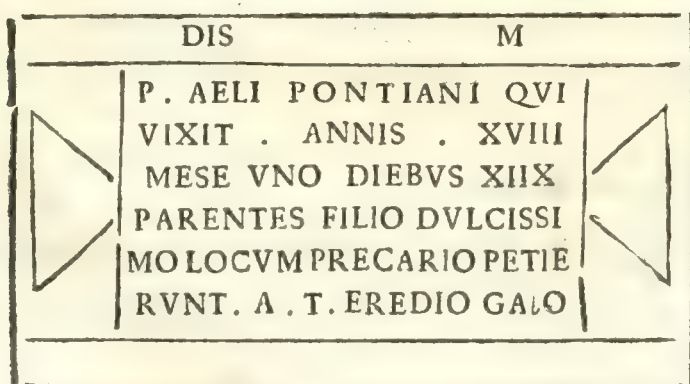 DIS M
P. AELI PONTIANI QVI
VIXIT . ANNIS . XVIII
MESE VNO DIEBVS XIIX
PARENTES FILIO DVLCISSI
MO LOCVM PRECARIO PETIE
RVNT. A. T. EREDIO GALO